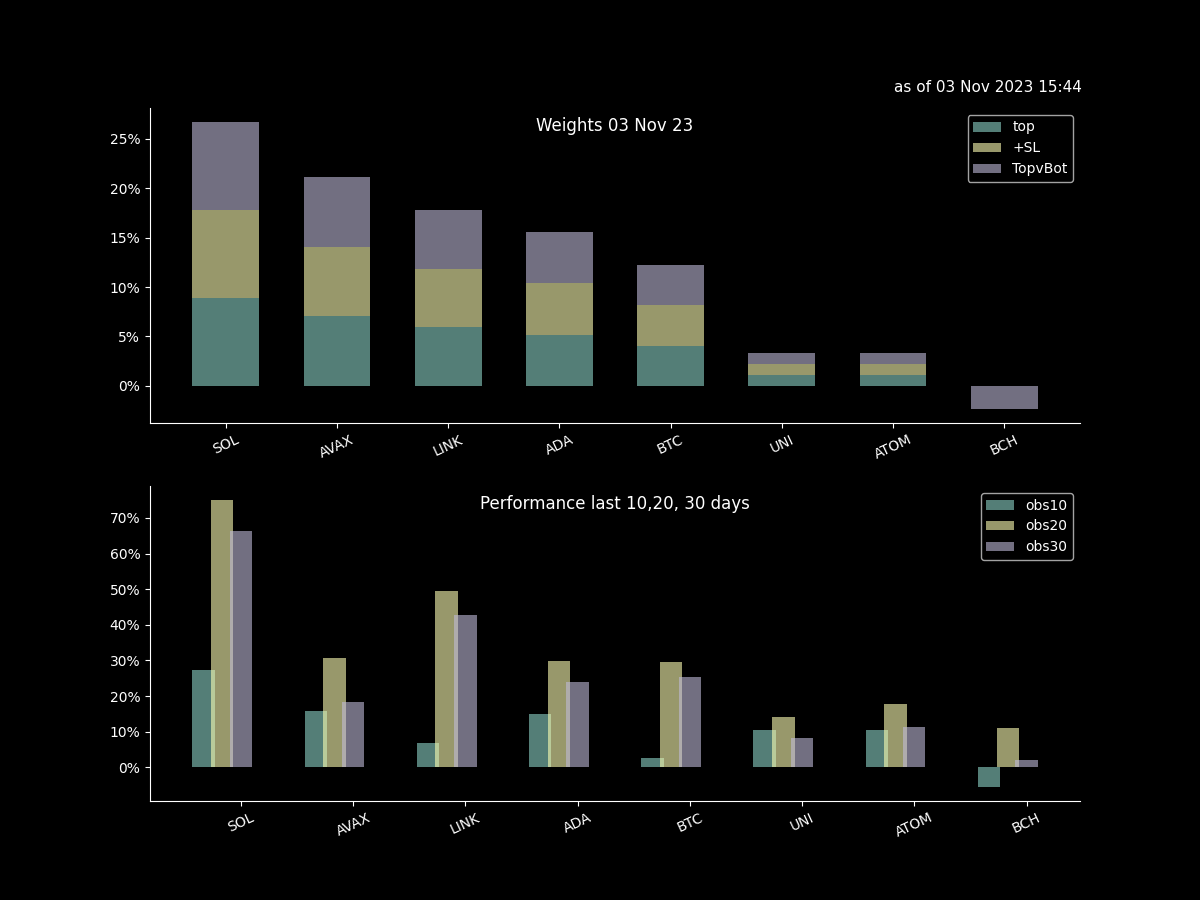 as of 03 Nov 2023 15:44
Weights 03 Nov 23
top
+SL
TopvBot
25%
20%
15%
10%
5%
0%
SOL AVAX LINK ADA BTC UNI ATOM BCH
Performance last 10,20, 30 days
obs10
obs20
obs30
70%
60%
50%
40%
30%
20%
10%
0%
SOL AVAX LINK ADA BTC UNI ATOM BCH